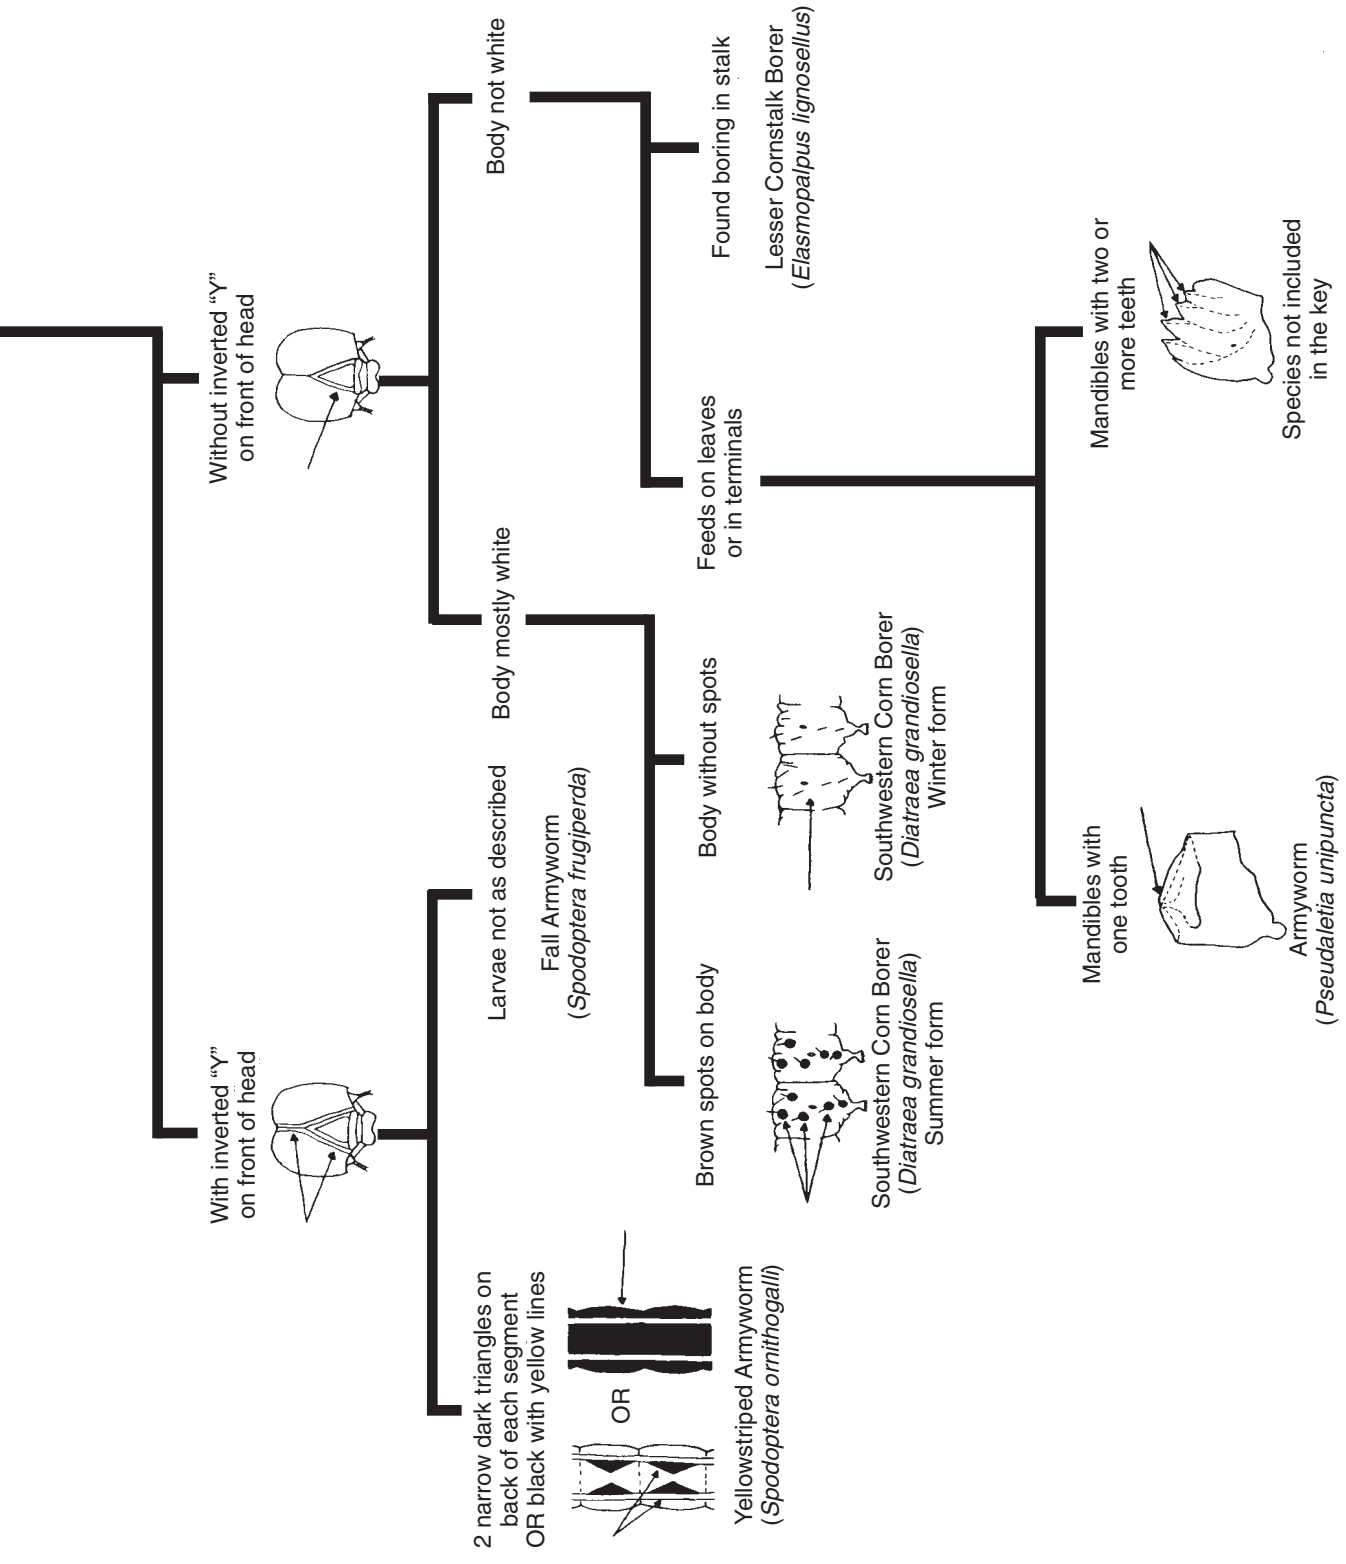 With inverted “Y”
on front of head
Without inverted “Y”
on front of head
2 narrow dark triangles on
back of each segment
OR black with yellow lines
OR
Yellowstriped Armyworm
(Spodoptera ornithogalli)
Larvae not as described
Fall Armyworm
(Spodoptera frugiperda)
Body mostly white
Body not white
Brown spots on body
Southwestern Corn Borer
(Diatraea grandiosella)
Summer form
Body without spots
Southwestern Corn Borer
(Diatraea grandiosella)
Winter form
Feeds on leaves
or in terminals
Found boring in stalk
Lesser Cornstalk Borer
(Elasmopalpus lignosellus)
Mandibles with
one tooth
Armyworm
(Pseudaletia unipuncta)
Mandibles with two or
more teeth
Species not included
in the key